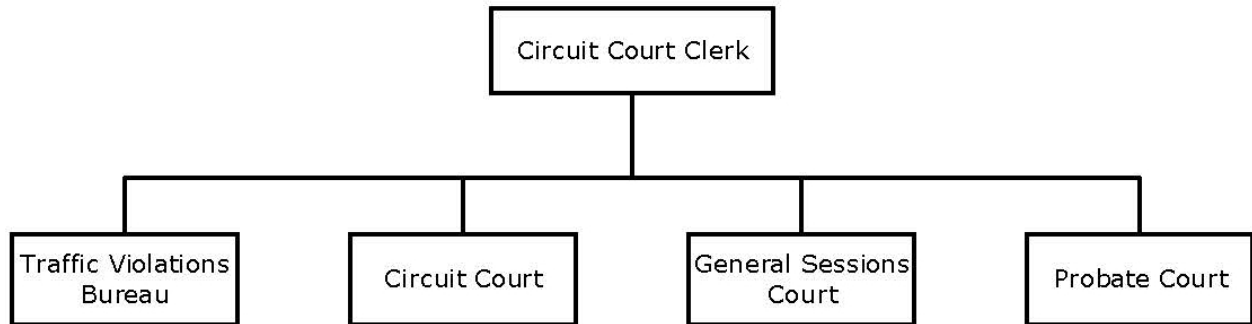 Circuit Court Clerk
Traffic Violations
Bureau
Circuit Court
General Sessions
Court
Probate Court